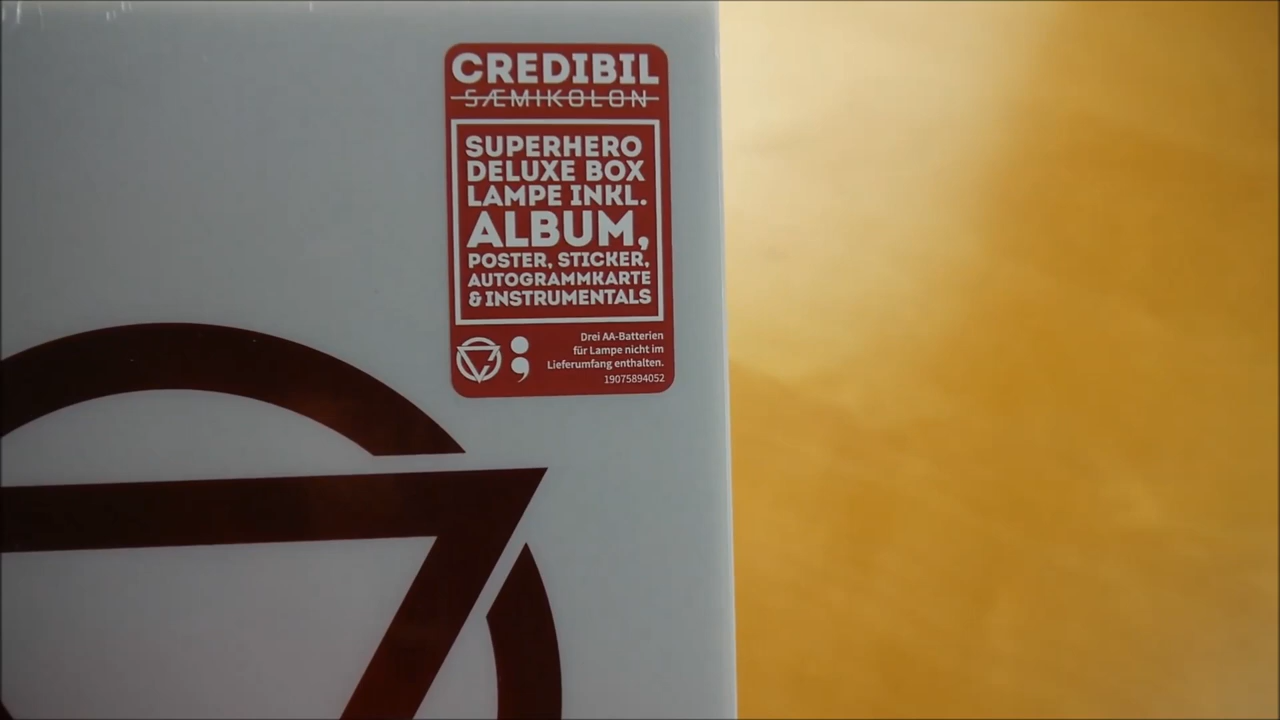 CREDIBIL
SÆMIKOLON
SUPERHERO
DELUXE BOX
LAMPE INKL.
ALBUM,
POSTER, STICKER,
AUTOGRAMMKARTE
& INSTRUMENTALS
Drei AA-Batterien
für Lampe nicht im
Lieferumfang enthalten.
19075894052
;